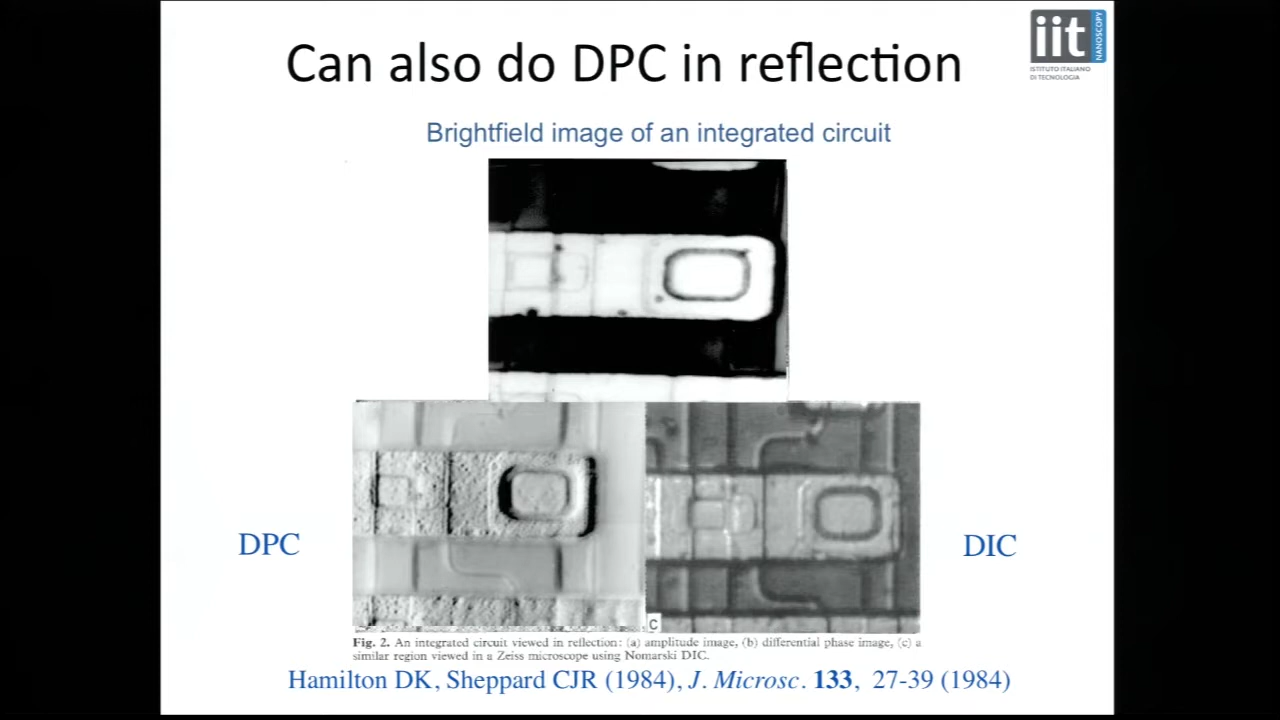 Can also do DPC in reflection
iit
NANOSCOPY
ISTITUTO ITALIANO
DI TECNOLOGIA
Brightfield image of an integrated circuit
DPC
DIC
C
Fig. 2. An integrated circuit viewed in reflection: (a) amplitude image, (b) differential phase image, (c) a
similar region viewed in a Zeiss microscope using Nomarski DIC.
Hamilton DK, Sheppard CJR (1984), J. Microsc. 133, 27-39 (1984)